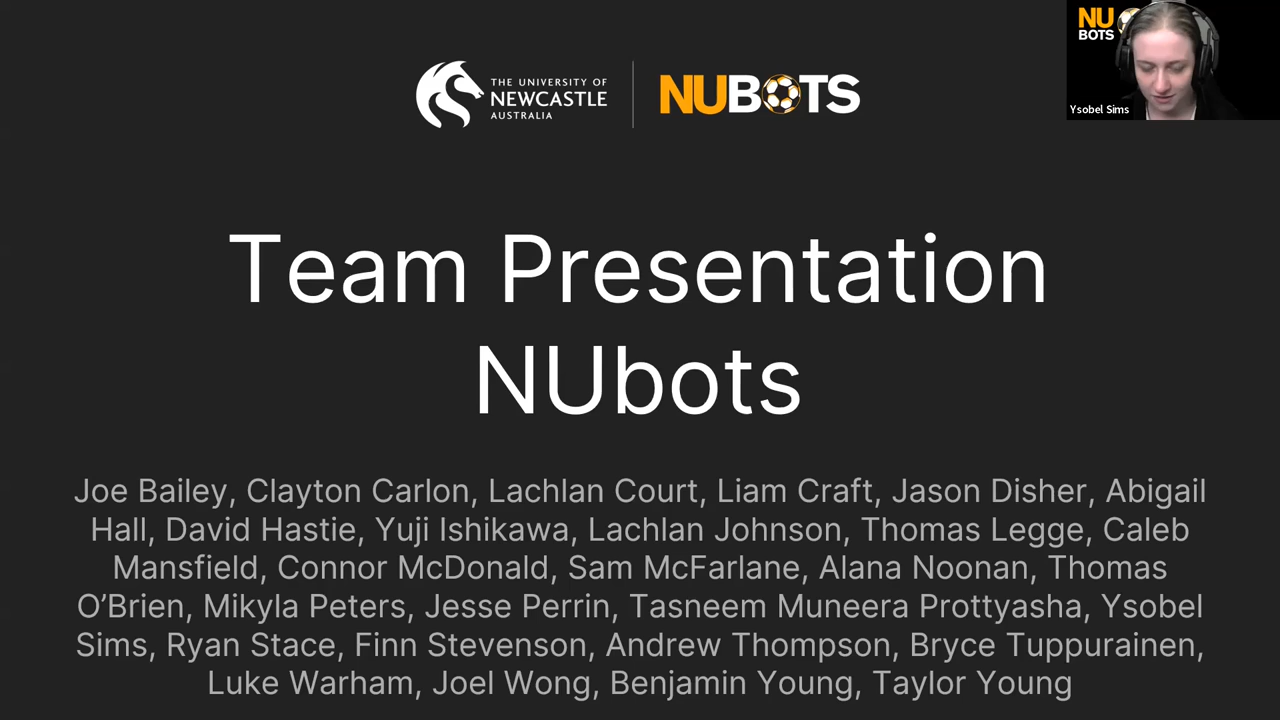 THE UNIVERSITY OF
NEWCASTLE
AUSTRALIA
NUBOTS
NU
BOTS
Ysobel Sims
Team Presentation
NUbots
Joe Bailey, Clayton Carlon, Lachlan Court, Liam Craft, Jason Disher, Abigail
Hall, David Hastie, Yuji Ishikawa, Lachlan Johnson, Thomas Legge, Caleb
Mansfield, Connor McDonald, Sam McFarlane, Alana Noonan, Thomas
O’Brien, Mikyla Peters, Jesse Perrin, Tasneem Muneera Prottyasha, Ysobel
Sims, Ryan Stace, Finn Stevenson, Andrew Thompson, Bryce Tuppurainen,
Luke Warham, Joel Wong, Benjamin Young, Taylor Young